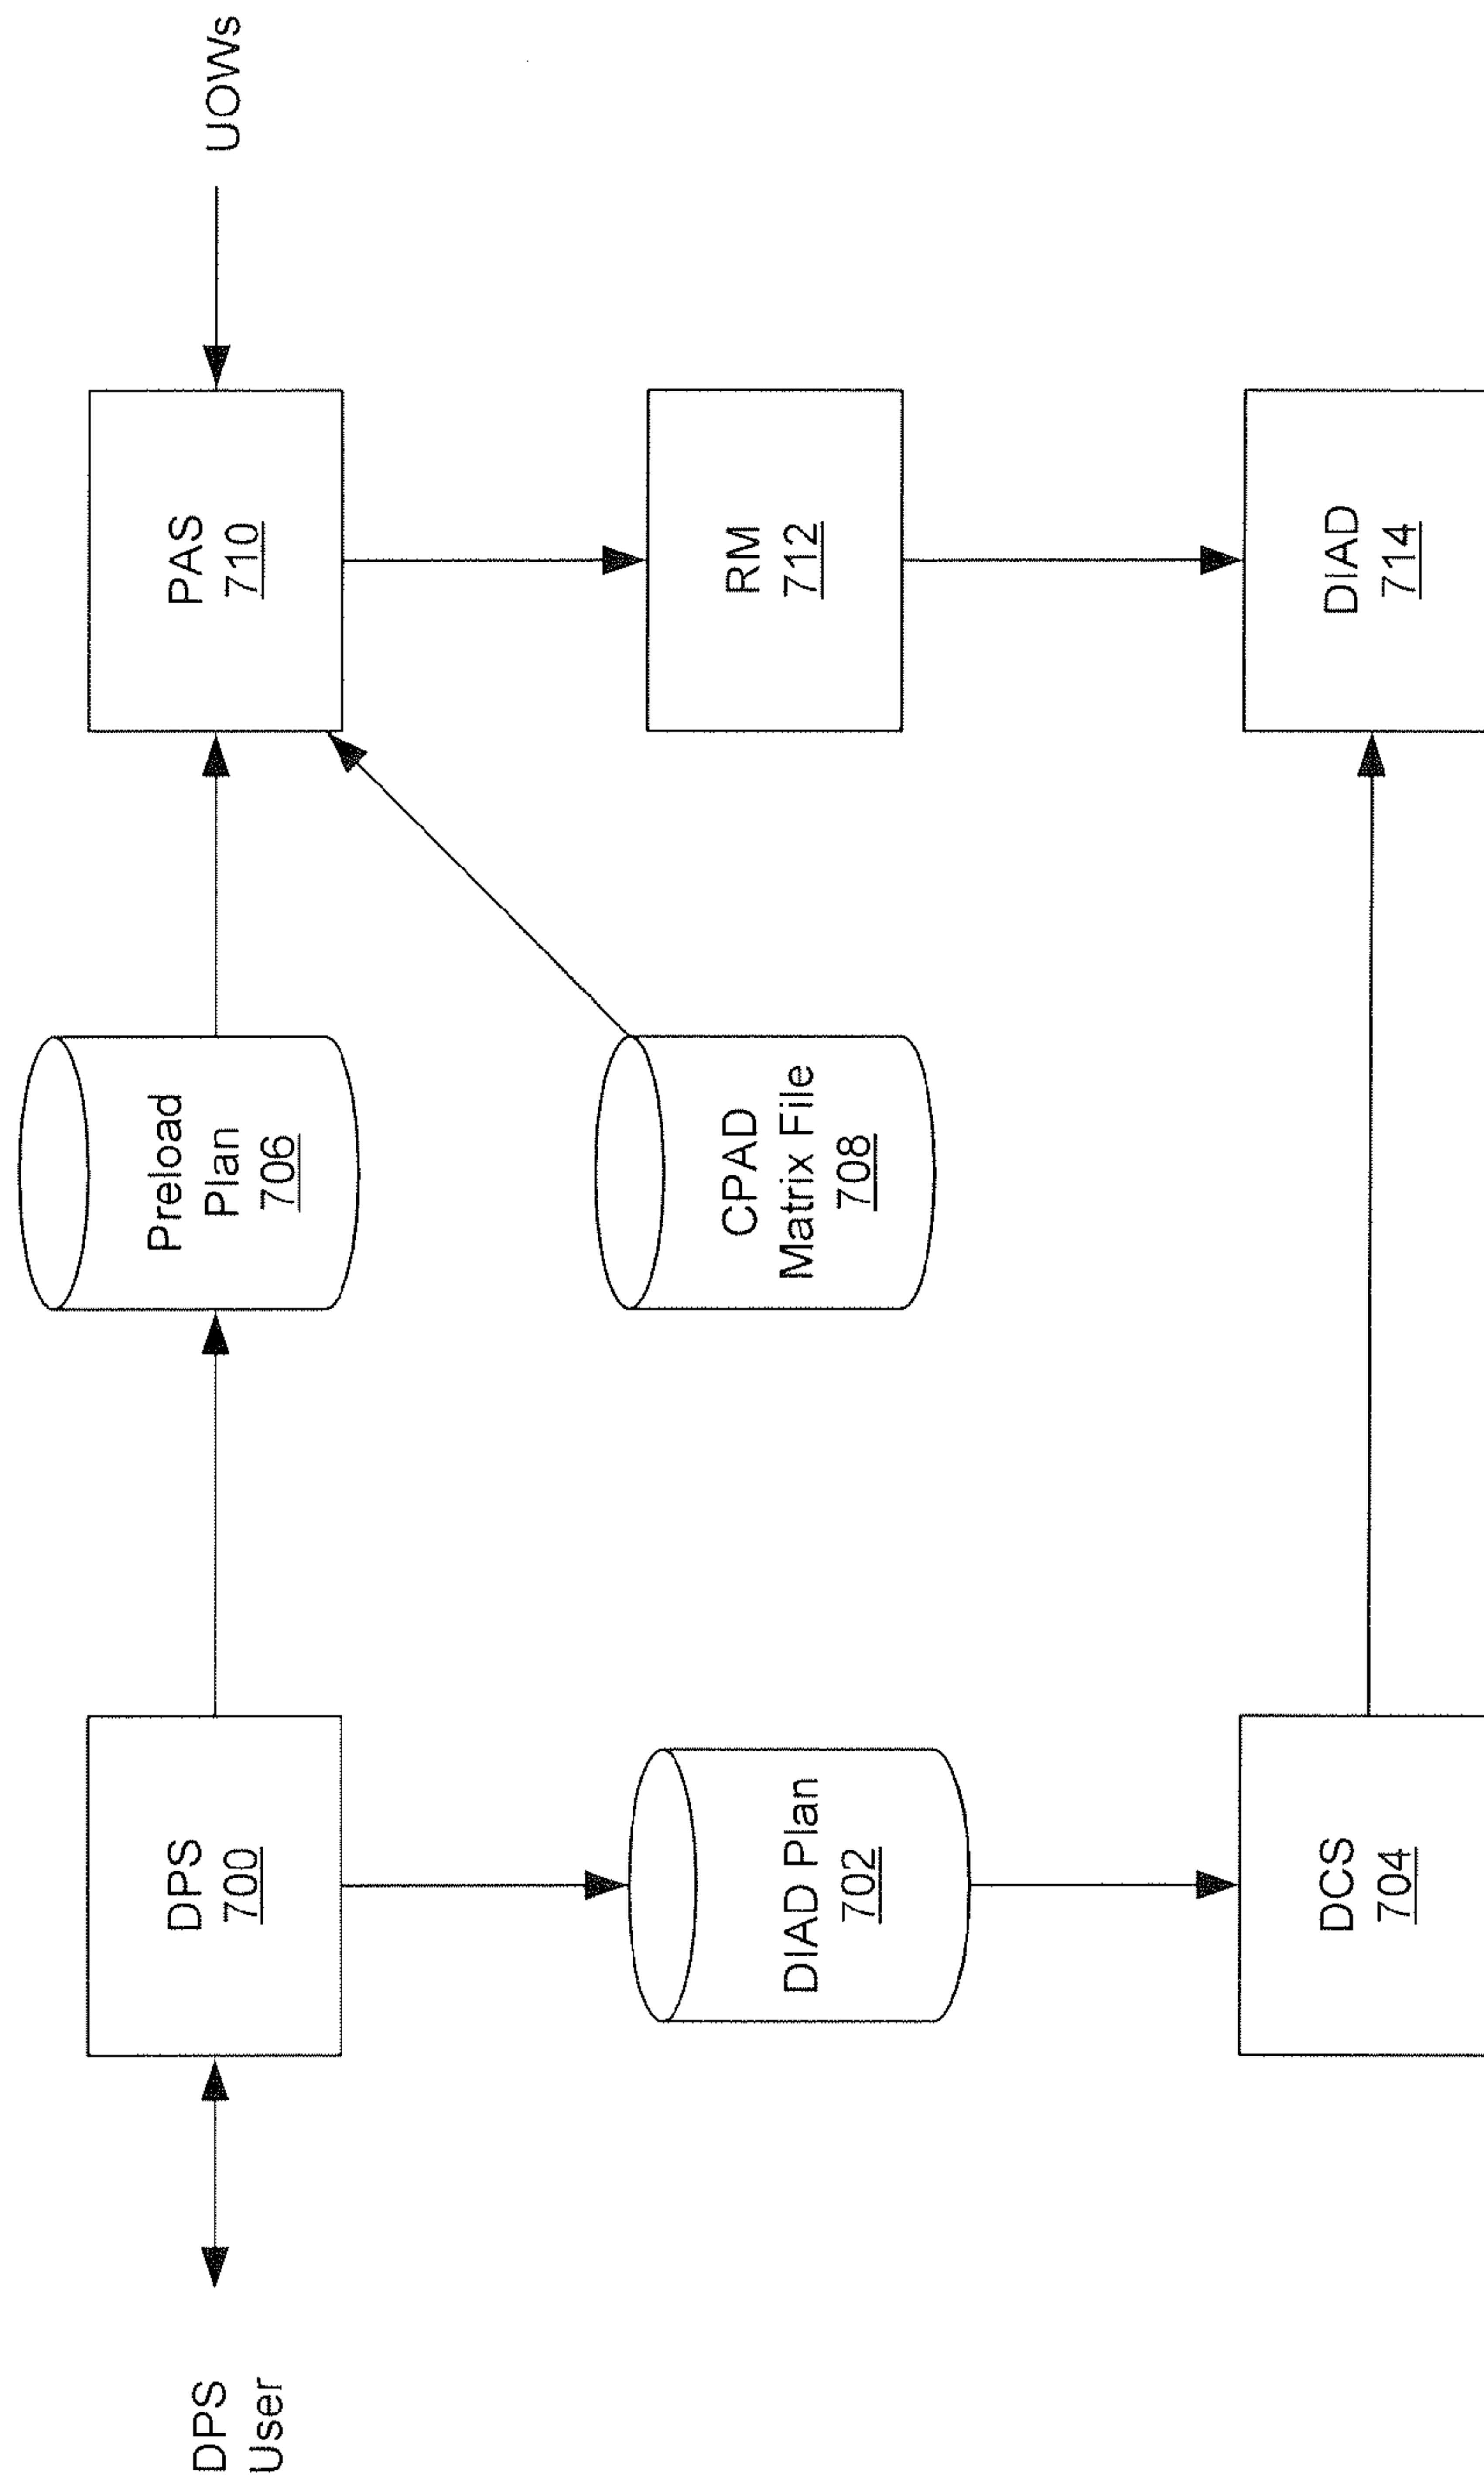 DPS
User
DPS
700
Preload
Plan
706
PAS
710
UOWs
DIAD Plan
702
CPAD
Matrix File
708
RM
712
DCS
704
DIAD
714